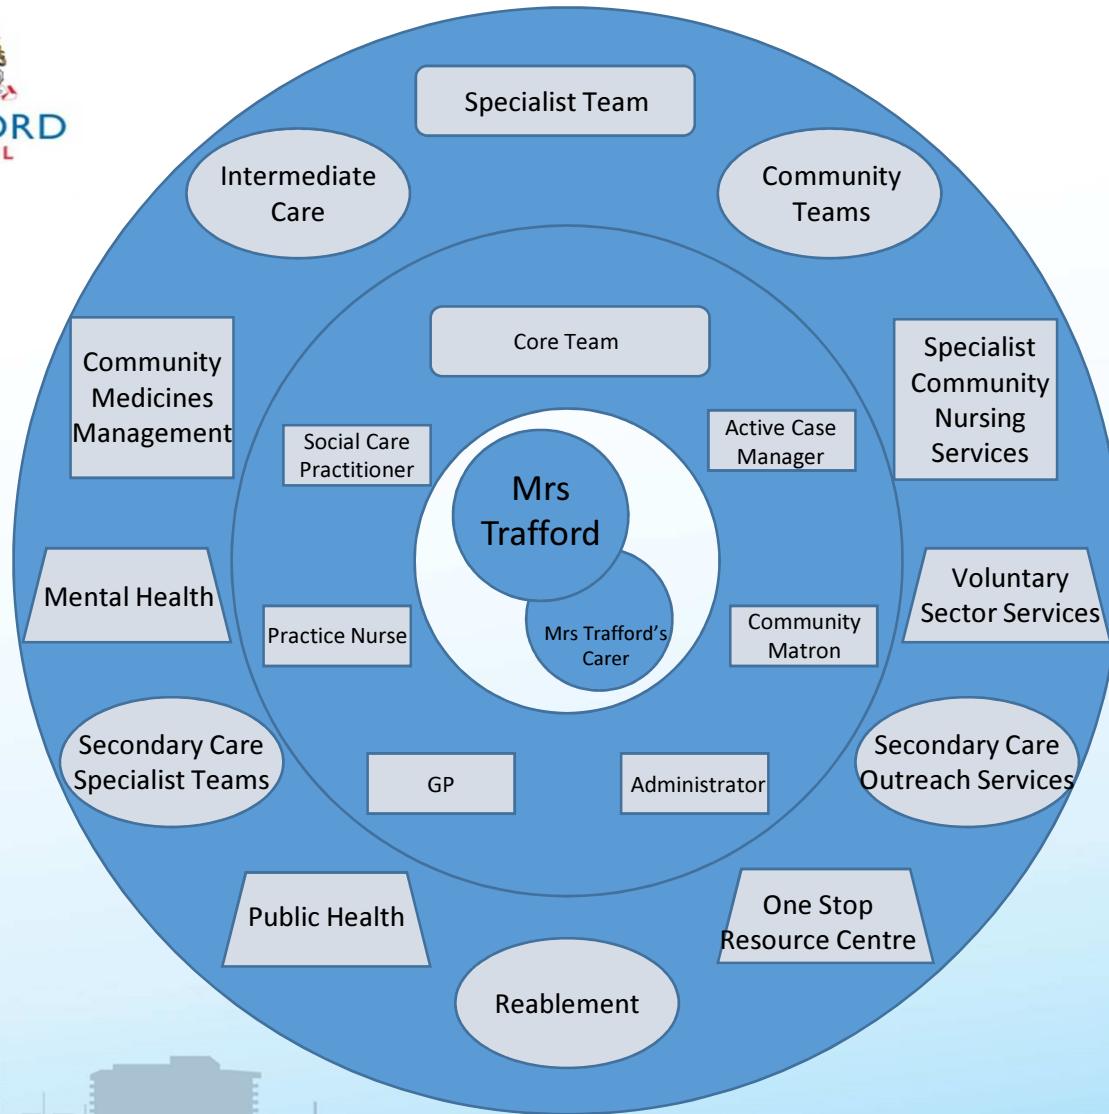 Specialist Team
Intermediate
Care
Community
Teams
Core Team
Community
Medicines
Management
Specialist
Community
Nursing
Services
Social Care
Practitioner
Active Case
Manager
Mrs
Trafford
Mrs Trafford’s
Carer
Mental Health
Voluntary
Sector Services
Practice Nurse
Community
Matron
Secondary Care
Specialist Teams
Secondary Care
Outreach Services
GP
Administrator
Public Health
One Stop
Resource Centre
Reablement